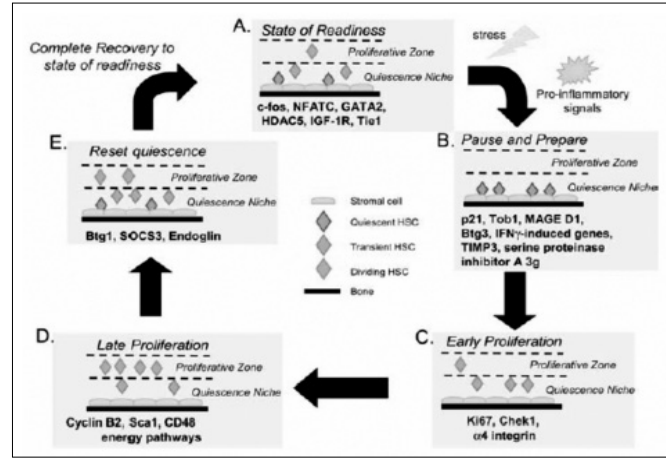 Complete Recovery to
state of readiness
A.
State of Readiness
Proliferative Zone
Quiescence Niche
c-fos, NFATC, GATA2,
HDAC5, IGF-1R, Tie1
stress
Pro-inflammatory
signals
B.
Pause and Prepare
Proliferative Zone
Quiescence Niche
p21, Tob1, MAGE D1,
Btg3, IFNγ-induced genes,
TIMP3, serine proteinase
inhibitor A 3g
E.
Reset quiescence
Proliferative Zone
Quiescence Niche
Btg1, SOCS3, Endoglin
Stromal cell
Quiescent HSC
Transient HSC
Dividing HSC
Bone
D.
Late Proliferation
Proliferative Zone
Quiescence Niche
Cyclin B2, Sca1, CD48
energy pathways
C.
Early Proliferation
Proliferative Zone
Quiescence Niche
Ki67, Chek1,
α4 integrin